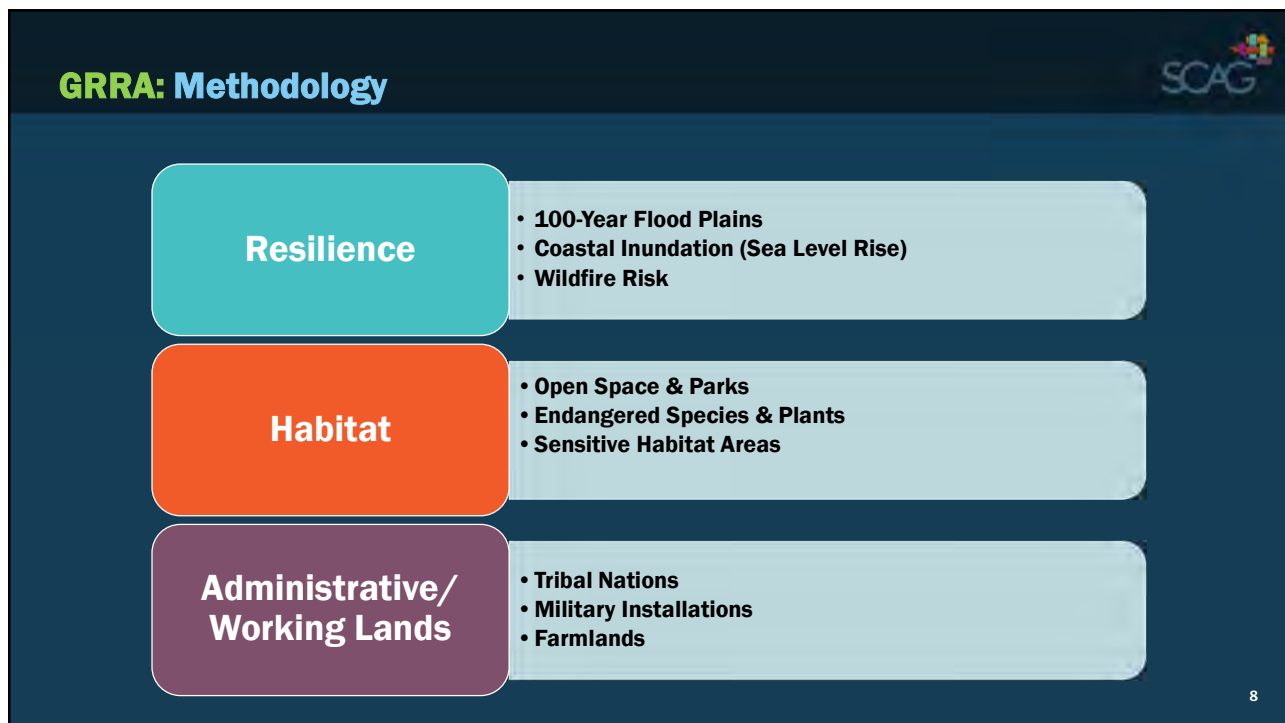 GRRA: Methodology
SCAG
Resilience
• 100-Year Flood Plains
• Coastal Inundation (Sea Level Rise)
• Wildfire Risk
Habitat
• Open Space & Parks
• Endangered Species & Plants
• Sensitive Habitat Areas
Administrative/
Working Lands
• Tribal Nations
• Military Installations
• Farmlands
8